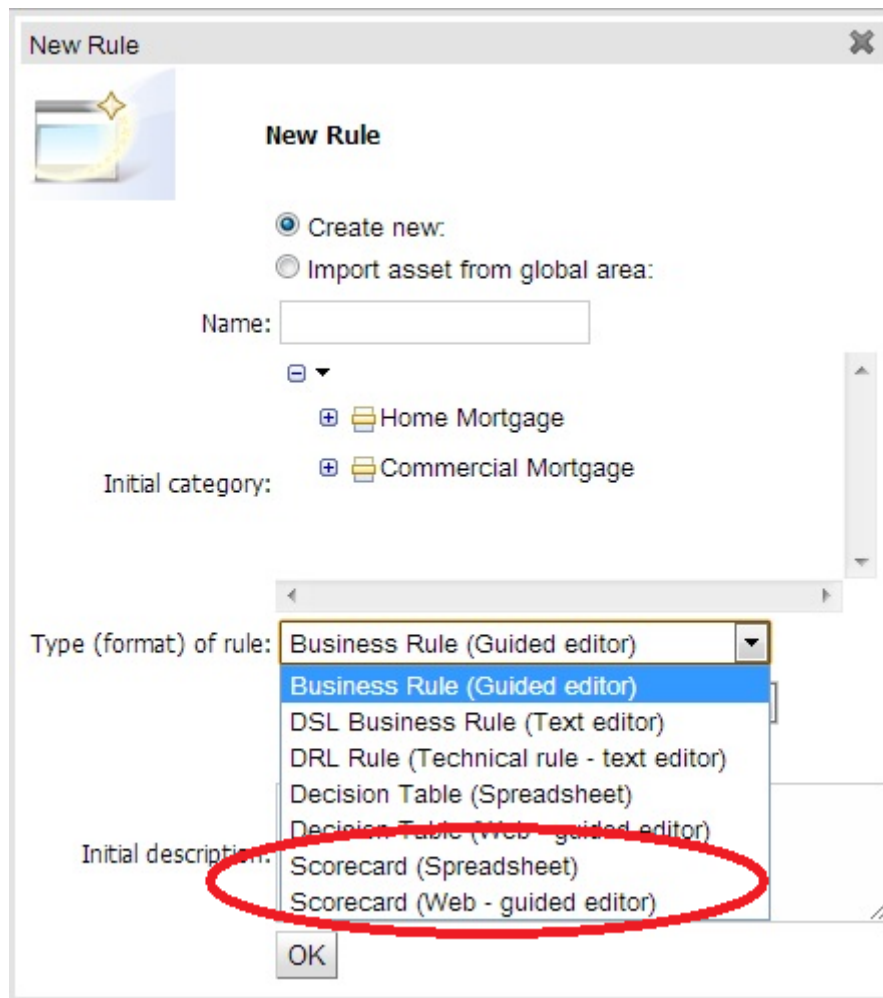 New Rule
New Rule
Create new:
Import asset from global area:
Name:
Home Mortgage
Commercial Mortgage
Initial category:
Type (format) of rule: Business Rule (Guided editor)
Business Rule (Guided editor)
DSL Business Rule (Text editor)
DRL Rule (Technical rule - text editor)
Decision Table (Spreadsheet)
Decision Table (Web - guided editor)
Initial description:
Scorecard (Spreadsheet)
Scorecard (Web - guided editor)
OK